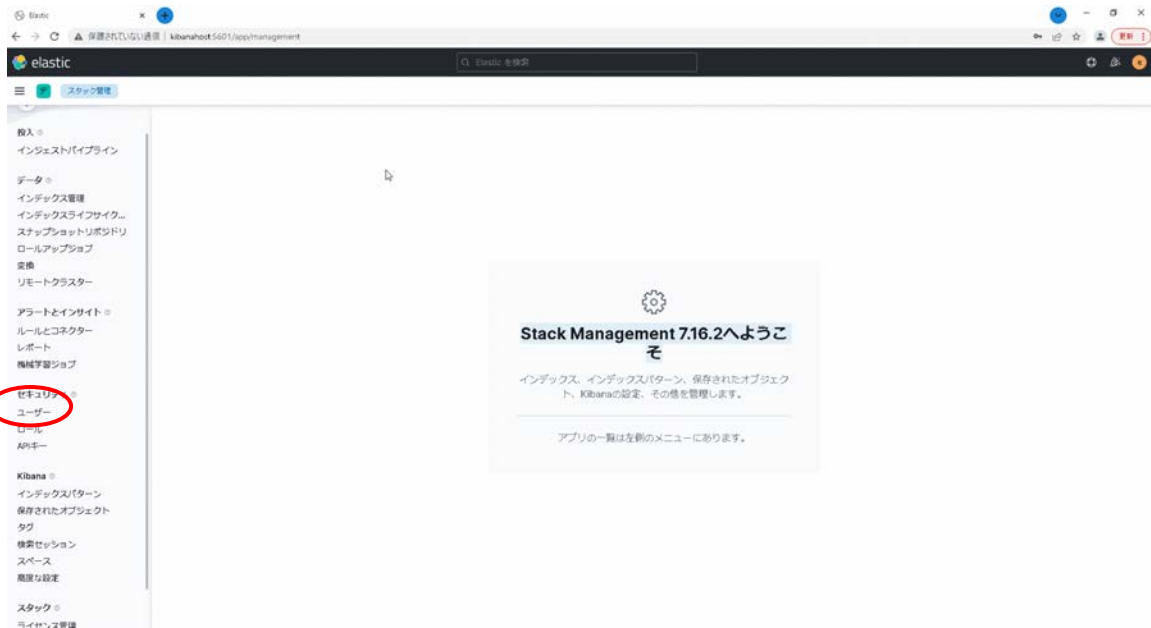 Elastic
保護されていない通信 | kibanahost:5601/app/management
更新
elastic
Elastic を検索
デ
スタック管理
投入
インジェストパイプライン
データ
インデックス管理
インデックスライフサイク...
スナップショットリポジトリ
ロールアップジョブ
変換
リモートクラスター
アラートとインサイト
ルールとコネクター
レポート
機械学習ジョブ
セキュリティ
ユーザー
ロール
APIキー
Kibana
インデックスパターン
保存されたオブジェクト
タグ
検索セッション
スペース
高度な設定
スタック
ライセンス管理
Stack Management 7.16.2へようこ
そ
インデックス、インデックスパターン、保存されたオブジェク
ト、Kibanaの設定、その他を管理します。
アプリの一覧は左側のメニューにあります。